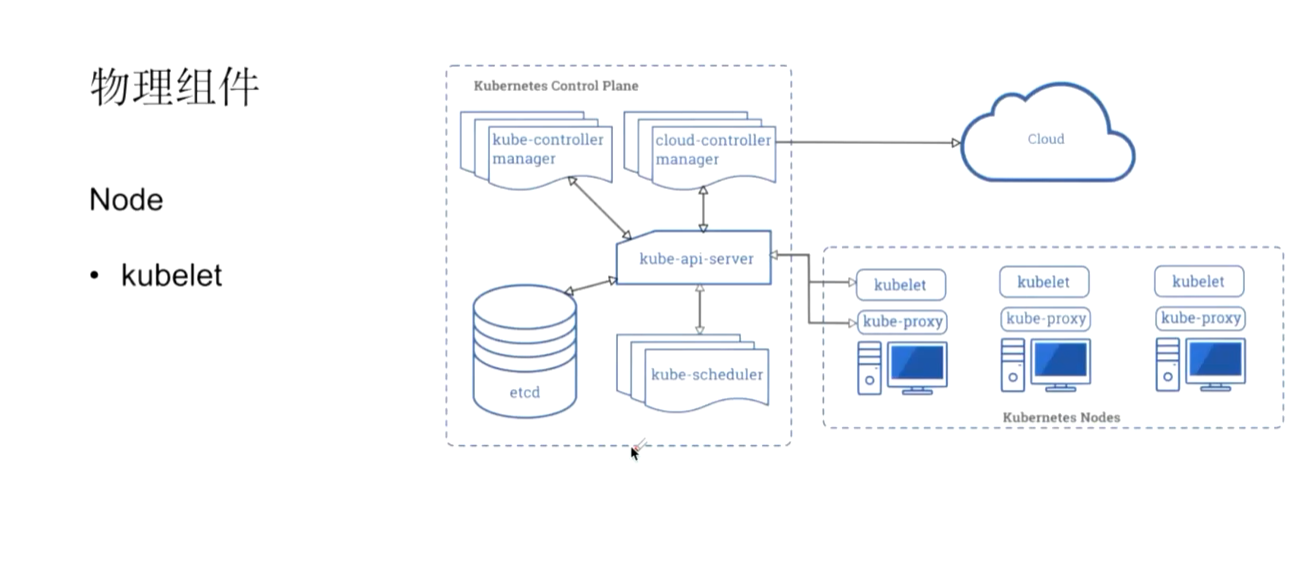 物理组件
Node
• kubelet
Kubernetes Control Plane
kube-controller
manager
cloud-controller
manager
Cloud
kube-api-server
etcd
kube-scheduler
kubelet
kube-proxy
kubelet
kube-proxy
kubelet
kube-proxy
Kubernetes Nodes